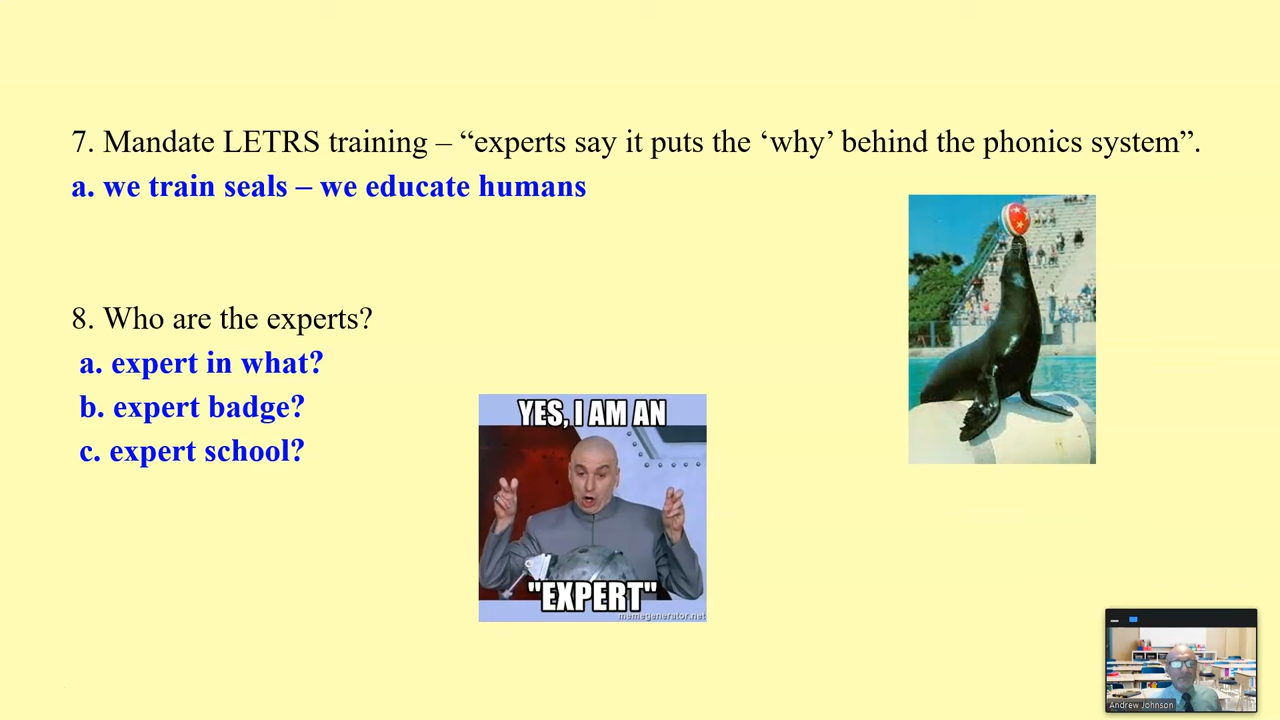 7. Mandate LETRS training – “experts say it puts the ‘why’ behind the phonics system”.
a. we train seals – we educate humans
8. Who are the experts?
a. expert in what?
b. expert badge?
c. expert school?
YES, I AM AN
"EXPERT"
memegenerator.net
Andrew Johnson